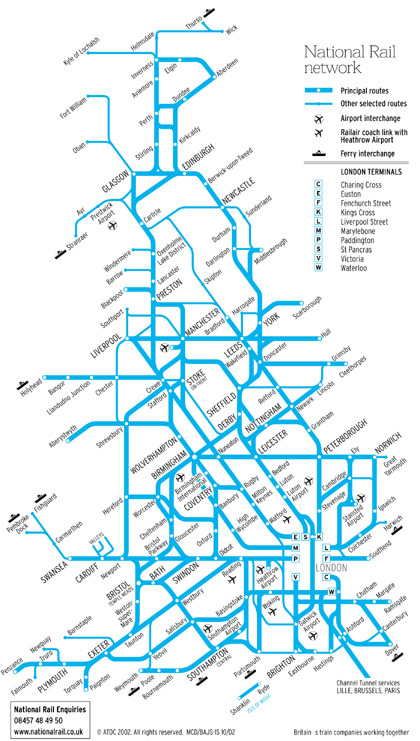 National Rail
network
Principal routes
Other selected routes
Airport interchange
Railair coach link with
Heathrow Airport
Ferry interchange
LONDON TERMINALS
C Charing Cross
E Euston
F Fenchurch Street
K Kings Cross
L Liverpool Street
M Marylebone
P Paddington
S St Pancras
V Victoria
W Waterloo
Thurso
Wick
Helmsdale
Kyle of Lochalsh
Inverness
Elgin
Aviemore
Aberdeen
Fort William
Dundee
Perth
Oban
Stirling
Kirkcaldy
EDINBURGH
GLASGOW
Berwick-upon-Tweed
NEWCASTLE
Ayr
Prestwick
Airport
Carlisle
Sunderland
Stranraer
Durham
Windermere
Oxenholme
Lake District
Darlington
Middlesbrough
Barrow
Lancaster
Skipton
Blackpool
PRESTON
Harrogate
Scarborough
Southport
YORK
MANCHESTER
Bradford
LIVERPOOL
LEEDS
Hull
Wakefield
Doncaster
Grimsby
Cleethorpes
Holyhead
Bangor
Llandudno Junction
Chester
Crewe
STOKE
ON-TRENT
Stafford
SHEFFIELD
Retford
Lincoln
Newark
Aberystwyth
Shrewsbury
DERBY
NOTTINGHAM
Grantham
WOLVERHAMPTON
LEICESTER
PETERBOROUGH
BIRMINGHAM
Nuneaton
NORWICH
Ely
Great
Yarmouth
Birmingham
International
COVENTRY
Rugby
Bedford
Cambridge
Hereford
Worcester
Milton
Keynes
Luton
Luton
Airport
Stevenage
Stansted
Airport
Ipswich
Banbury
Watford
Harwich
Fishguard
Pembroke
Dock
Carmarthen
VALLEYS
Cheltenham
Bristol
Parkway
Gloucester
Oxford
High
Wycombe
Colchester
Southend
E S K
M L
P F
V C
W
LONDON
SWANSEA
CARDIFF
Newport
BRISTOL
TEMPLE MEADS
BATH
SWINDON
Didcot
Reading
Heathrow
Airport
Weston-
super-
Mare
Westbury
Basingstoke
Woking
Gatwick
Airport
Chatham
Margate
Ramsgate
Canterbury
Ashford
Dover
Newquay
Barnstaple
Taunton
Salisbury
Southampton
Airport
Truro
EXETER
Yeovil
Penzance
Falmouth
PLYMOUTH
Torquay
Paignton
Weymouth
Poole
Bournemouth
SOUTHAMPTON
CENTRAL
Portsmouth
BRIGHTON
Eastbourne
Hastings
Ryde
Shanklin
ISLE OF WIGHT
Channel Tunnel services
LILLE, BRUSSELS, PARIS
National Rail Enquiries
08457 48 49 50
www.nationalrail.co.uk
© ATOC 2002. All rights reserved. MCD/BAJS-IS 10/02
Britain s train companies working together